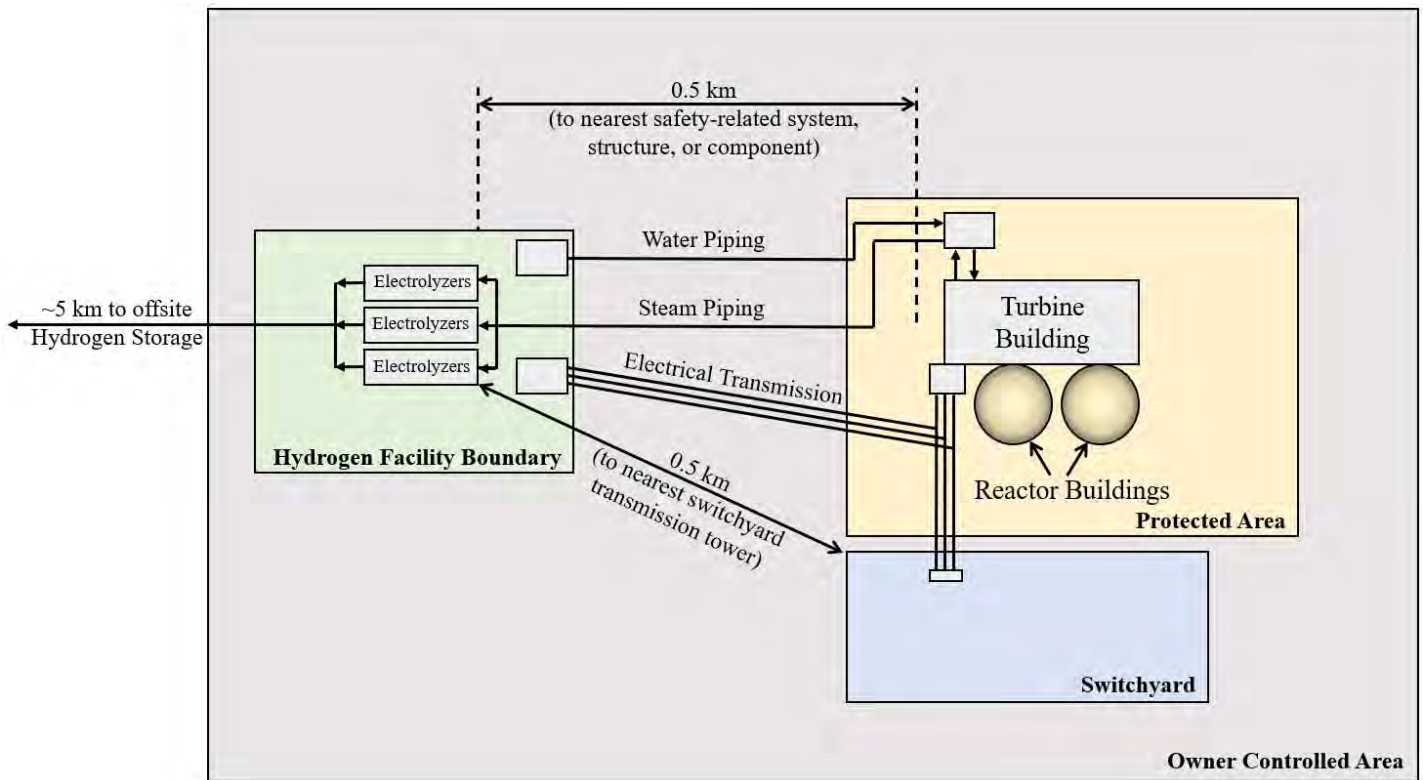 0.5 km
(to nearest safety-related system,
structure, or component)
Water Piping
Electrolyzers
~5 km to offsite
Hydrogen Storage
Electrolyzers
Steam Piping
Turbine
Building
Electrolyzers
Electrical Transmission
Hydrogen Facility Boundary
0.5 km
(to nearest switchyard
transmission tower)
Reactor Buildings
Protected Area
Switchyard
Owner Controlled Area